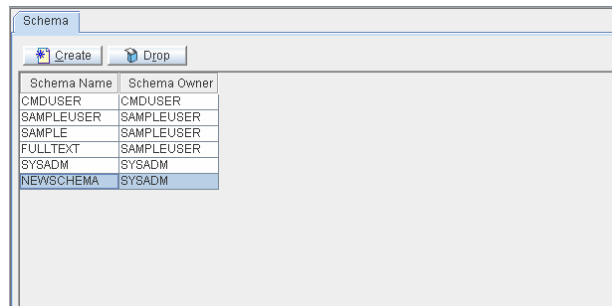 Schema
Create Drop
Schema Name Schema Owner
CMDUSER CMDUSER
SAMPLEUSER SAMPLEUSER
SAMPLE SAMPLEUSER
FULLTEXT SAMPLEUSER
SYSADM SYSADM
NEWSCHEMA SYSADM